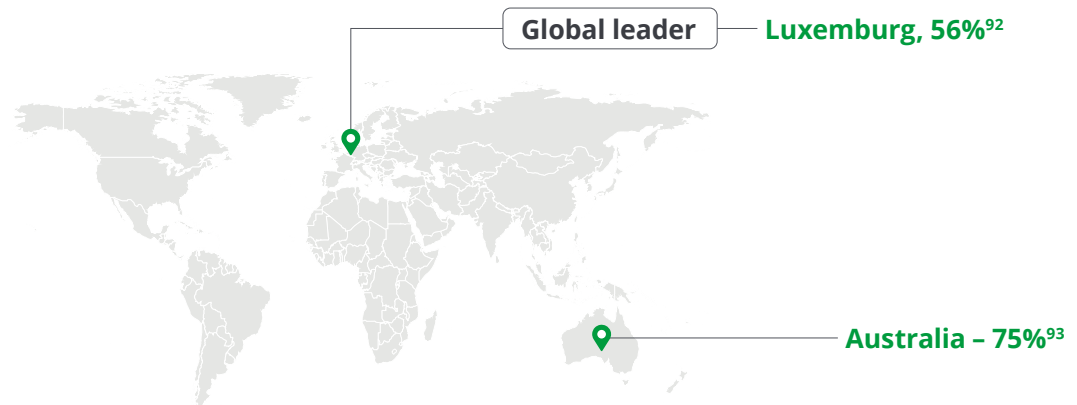 Global leader Luxemburg, 56%⁹²
Australia – 75%⁹³